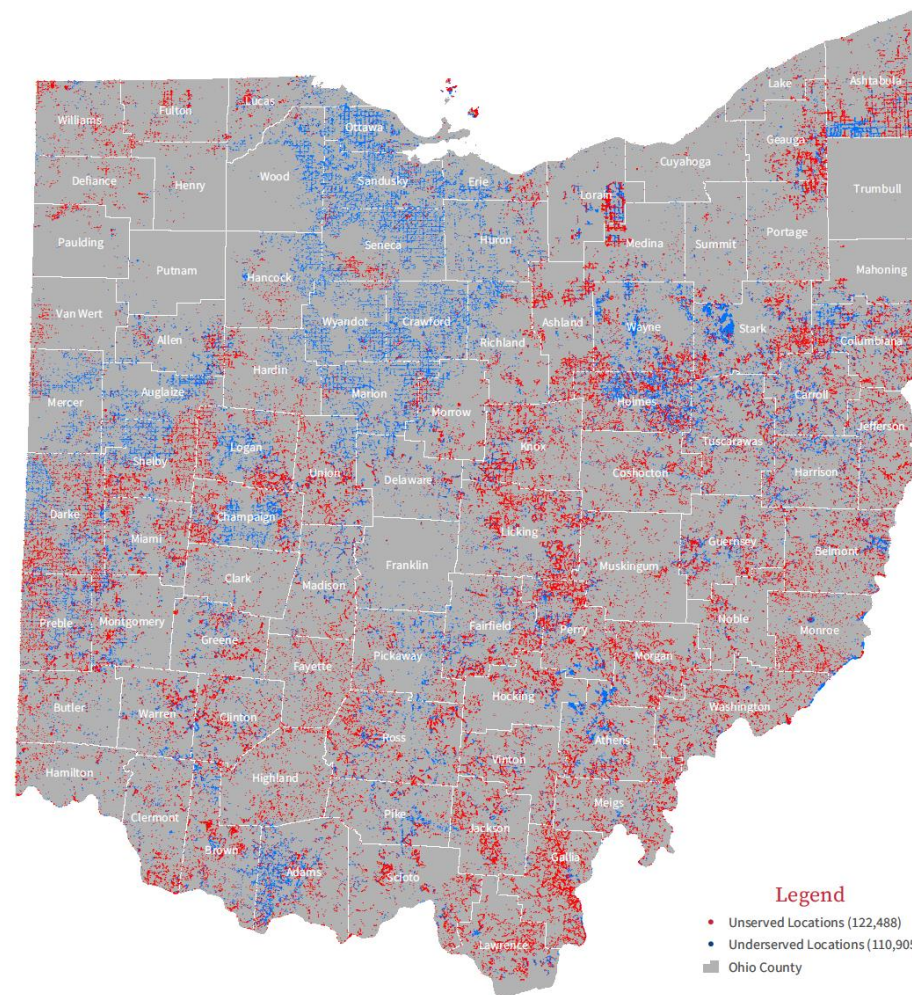 Lake
Ashtabula
Lucas
Fulton
Williams
Geauga
Ottawa
Cuyahoga
Wood
Sandusky
Erie
Defiance
Henry
Trumbull
Lorain
Portage
Medina
Summit
Seneca
Huron
Paulding
Putnam
Mahoning
Hancock
Van Wert
Wyandot
Crawford
Ashland
Wayne
Stark
Allen
Richland
Columbiana
Hardin
Mercer
Auglaize
Marion
Carroll
Holmes
Morrow
Jefferson
Logan
Knox
Tuscarawas
Shelby
Union
Coshocton
Harrison
Delaware
Darke
Champaign
Licking
Miami
Guernsey
Belmont
Franklin
Muskingum
Clark
Madison
Noble
Preble
Montgomery
Fairfield
Perry
Monroe
Greene
Pickaway
Morgan
Fayette
Hocking
Butler
Warren
Clinton
Washington
Ross
Athens
Vinton
Hamilton
Highland
Meigs
Clermont
Pike
Jackson
Brown
Gallia
Adams
Scioto
Lawrence
Legend
Unserved Locations (122,488)
Underserved Locations (110,905
Ohio County